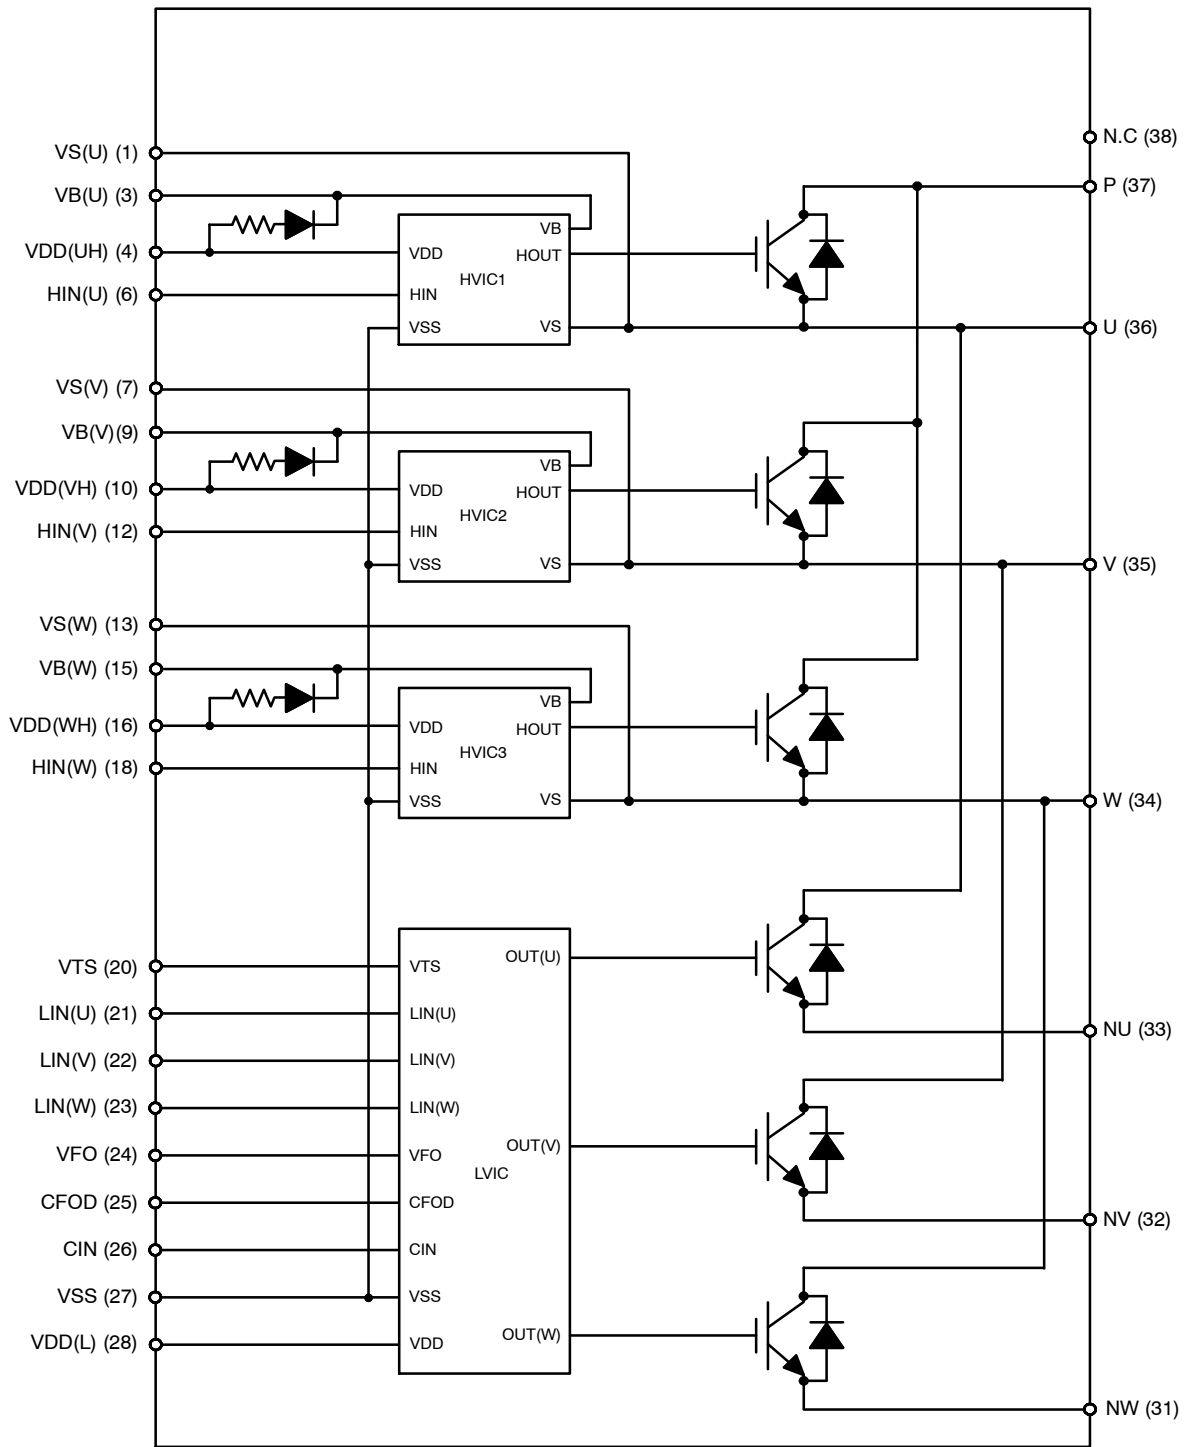 VS(U) (1)
VB(U) (3)
VDD(UH) (4)
HIN(U) (6)
VS(V) (7)
VB(V)(9)
VDD(VH) (10)
HIN(V) (12)
VS(W) (13)
VB(W) (15)
VDD(WH) (16)
HIN(W) (18)
VTS (20)
LIN(U) (21)
LIN(V) (22)
LIN(W) (23)
VFO (24)
CFOD (25)
CIN (26)
VSS (27)
VDD(L) (28)
VB
VDD
HOUT
HVIC1
HIN
VSS
VS
VB
VDD
HOUT
HVIC2
HIN
VSS
VS
VB
VDD
HOUT
HVIC3
HIN
VSS
VS
OUT(U)
VTS
LIN(U)
LIN(V)
LIN(W)
OUT(V)
VFO
LVIC
CFOD
CIN
VSS
OUT(W)
VDD
N.C (38)
P (37)
U (36)
V (35)
W (34)
NU (33)
NV (32)
NW (31)